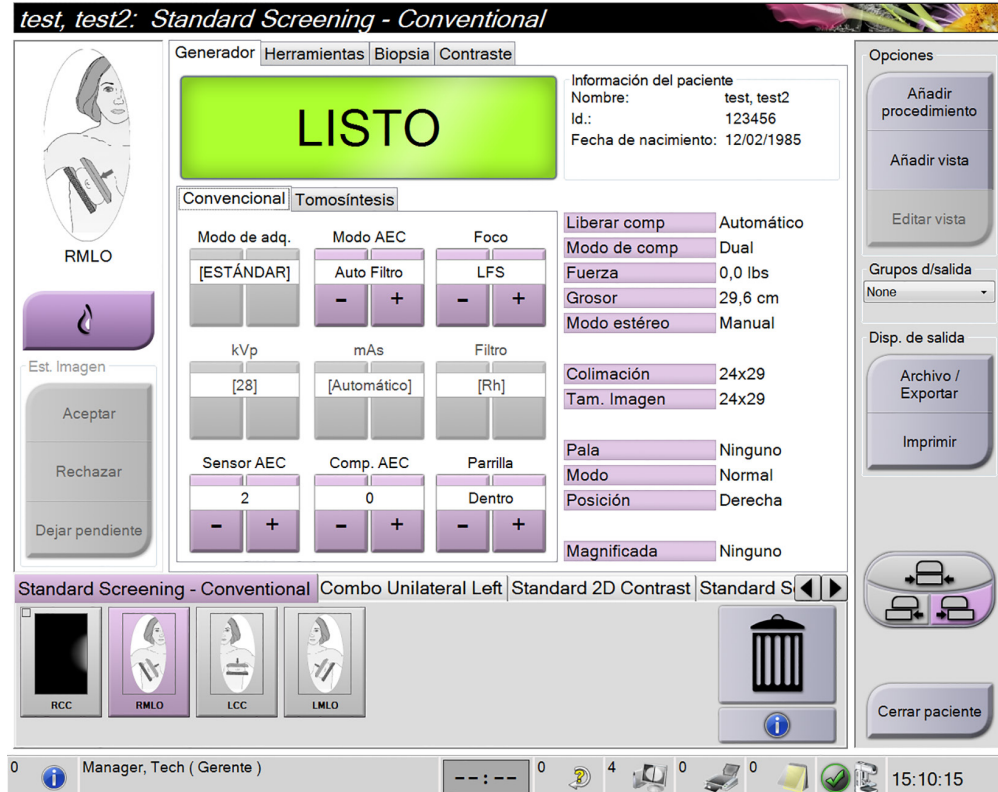 test, test2: Standard Screening - Conventional
RMLO
Est. Imagen
Aceptar
Rechazar
Dejar pendiente
Generador Herramientas Biopsia Contraste
LISTO
Información del paciente
Nombre: test, test2
Id.: 123456
Fecha de nacimiento: 12/02/1985
Convencional Tomosíntesis
Modo de adq. Modo AEC Foco
[ESTÁNDAR] Auto Filtro LFS
- + - +
kVp mAs Filtro
[28] [Automático] [Rh]
Sensor AEC Comp. AEC Parrilla
2 0 Dentro
- + - + - +
Liberar comp Automático
Modo de comp Dual
Fuerza 0,0 lbs
Grosor 29,6 cm
Modo estéreo Manual
Colimación 24x29
Tam. Imagen 24x29
Pala Ninguno
Modo Normal
Posición Derecha
Magnificada Ninguno
Opciones
Añadir
procedimiento
Añadir vista
Editar vista
Grupos d/salida
None
Disp. de salida
Archivo /
Exportar
Imprimir
Cerrar paciente
Standard Screening - Conventional Combo Unilateral Left Standard 2D Contrast Standard S
RCC RMLO LCC LMLO
0 Manager, Tech ( Gerente ) --:-- 0 4 0 0 15:10:15